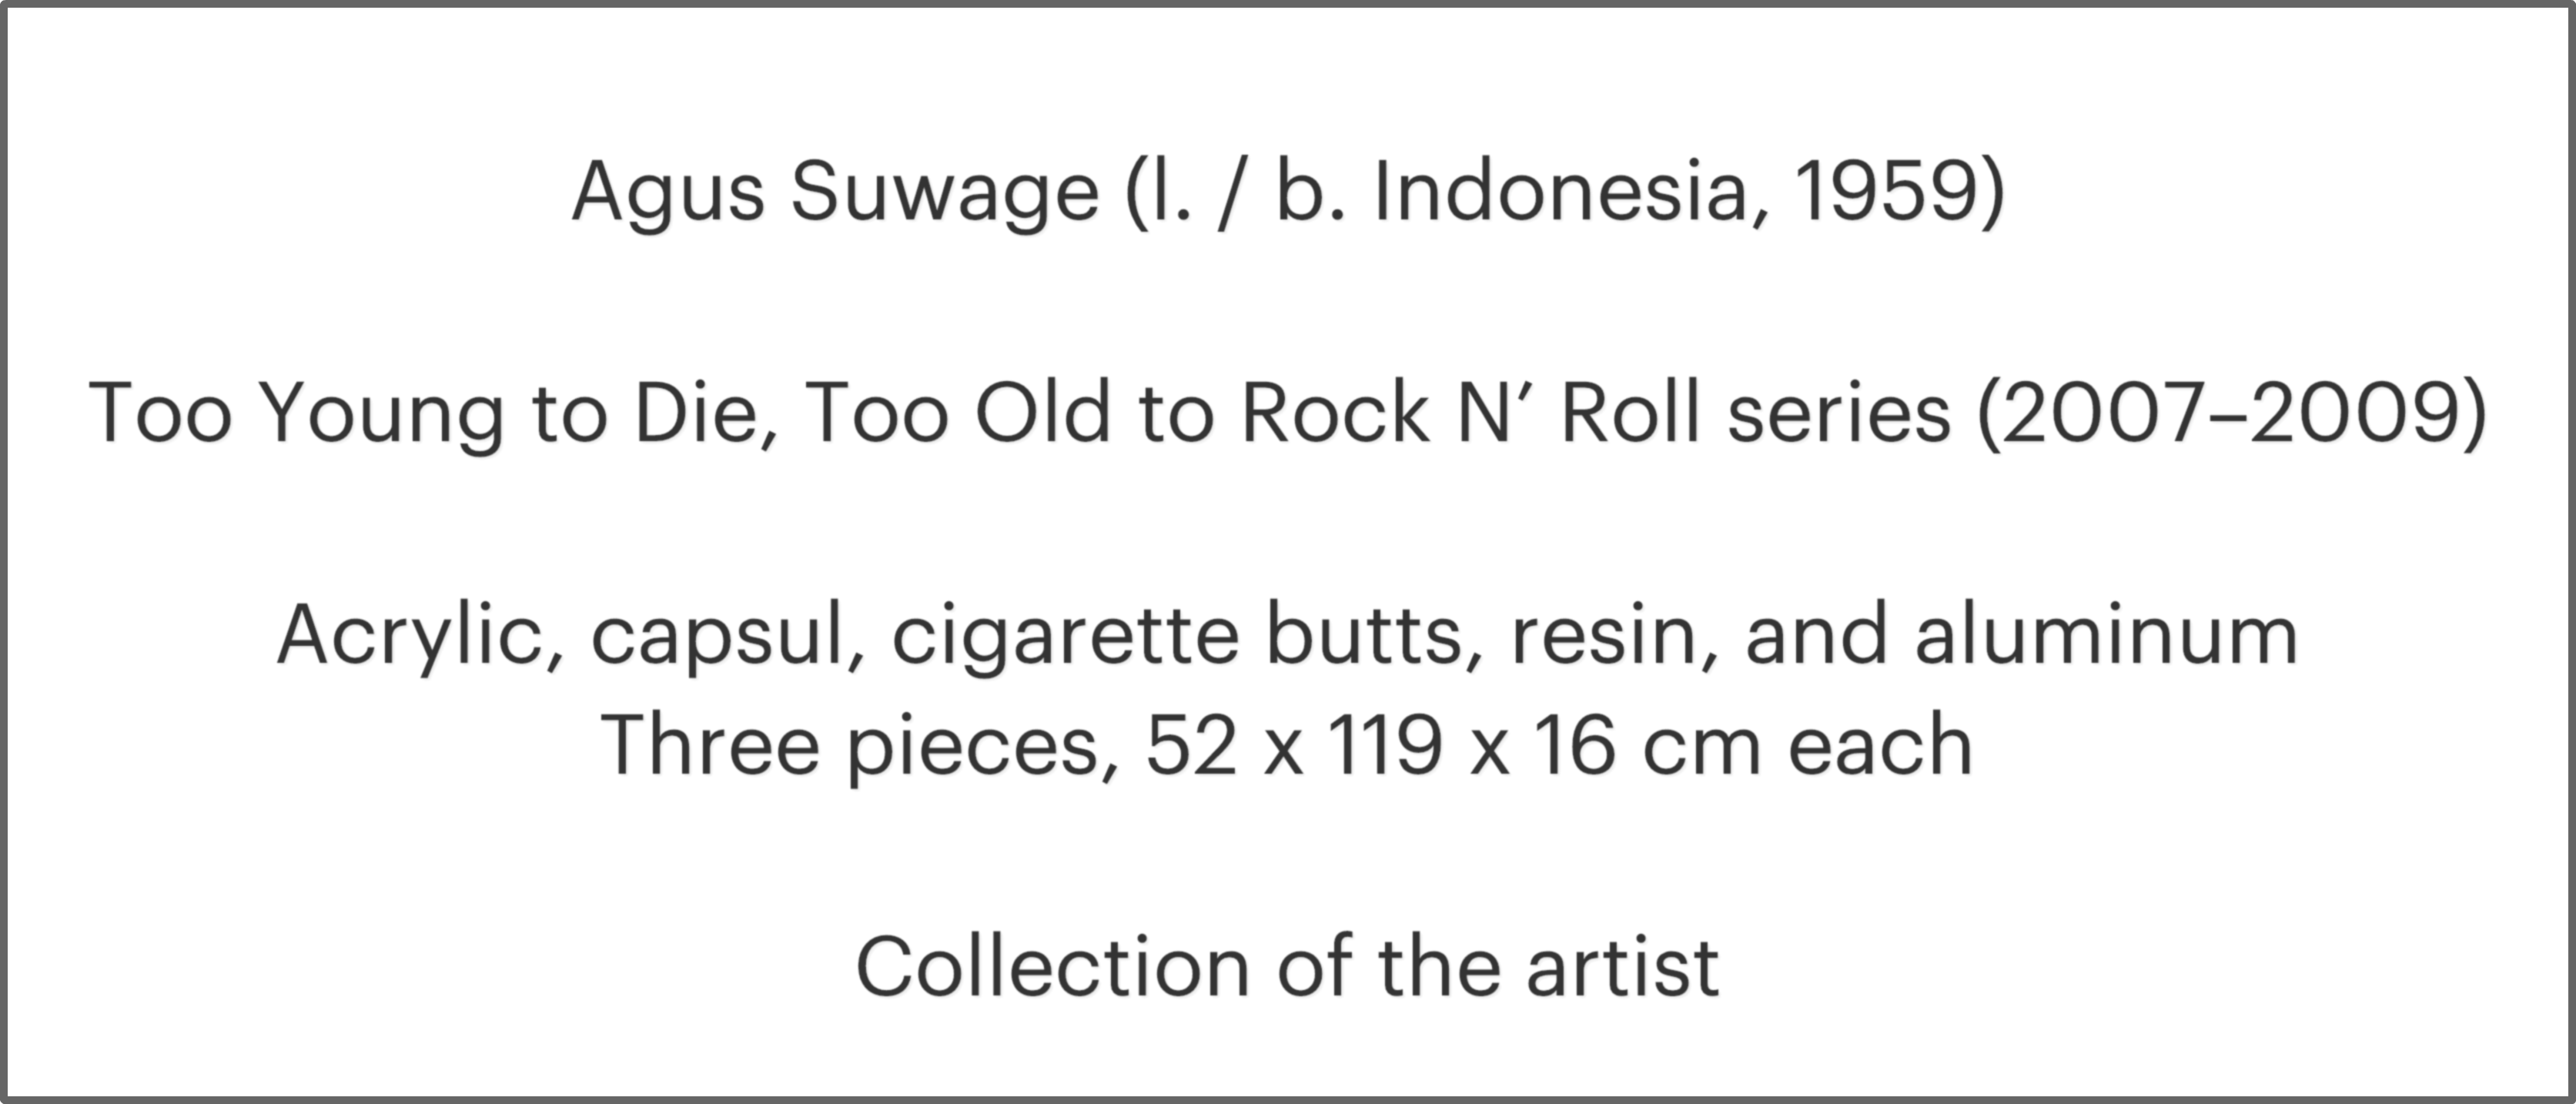 Agus Suwage (l. / b. Indonesia, 1959)
Too Young to Die, Too Old to Rock N’ Roll series (2007–2009)
Acrylic, capsul, cigarette butts, resin, and aluminum
Three pieces, 52 x 119 x 16 cm each
Collection of the artist